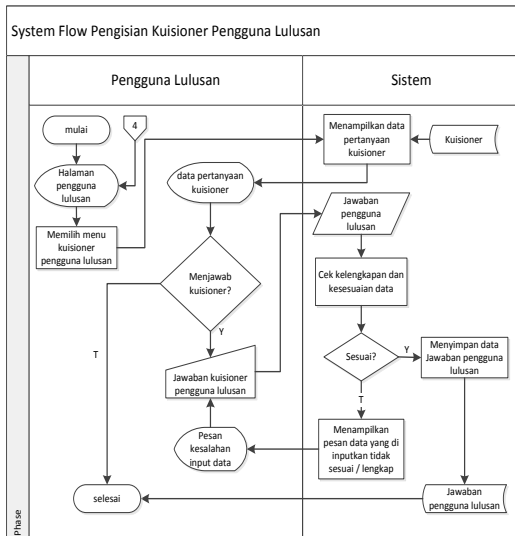 System Flow Pengisian Kuisioner Pengguna Lulusan
Pengguna Lulusan
Sistem
mulai
4
Menampilkan data
pertanyaan
kuisioner
Kuisioner
Halaman
pengguna
lulusan
data pertanyaan
kuisioner
Memilih menu
kuisioner
pengguna lulusan
Jawaban
pengguna
lulusan
Menjawab
kuisioner?
Cek kelengkapan dan
kesesuaian data
Y
T
Sesuai?
Y
Menyimpan data
Jawaban pengguna
lulusan
Jawaban kuisioner
pengguna lulusan
T
Pesan
kesalahan
input data
Menampilkan
pesan data yang di
inputkan tidak
sesuai / lengkap
selesai
Jawaban
pengguna lulusan
Phase